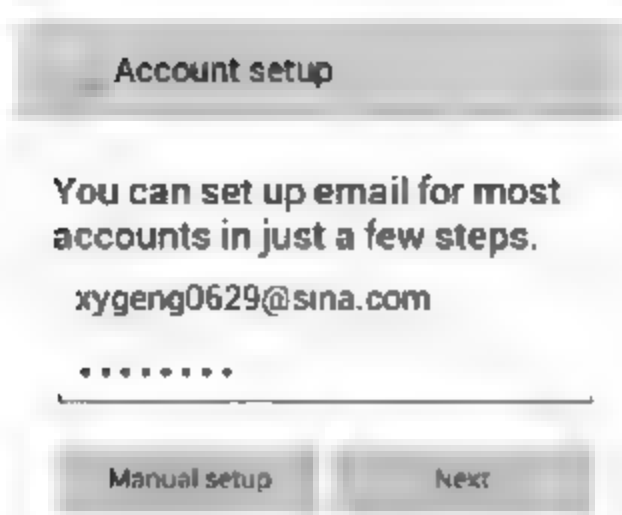 Account setup
You can set up email for most
accounts in just a few steps.
xygeng0629@sina.com
••••••••
Manual setup
Next